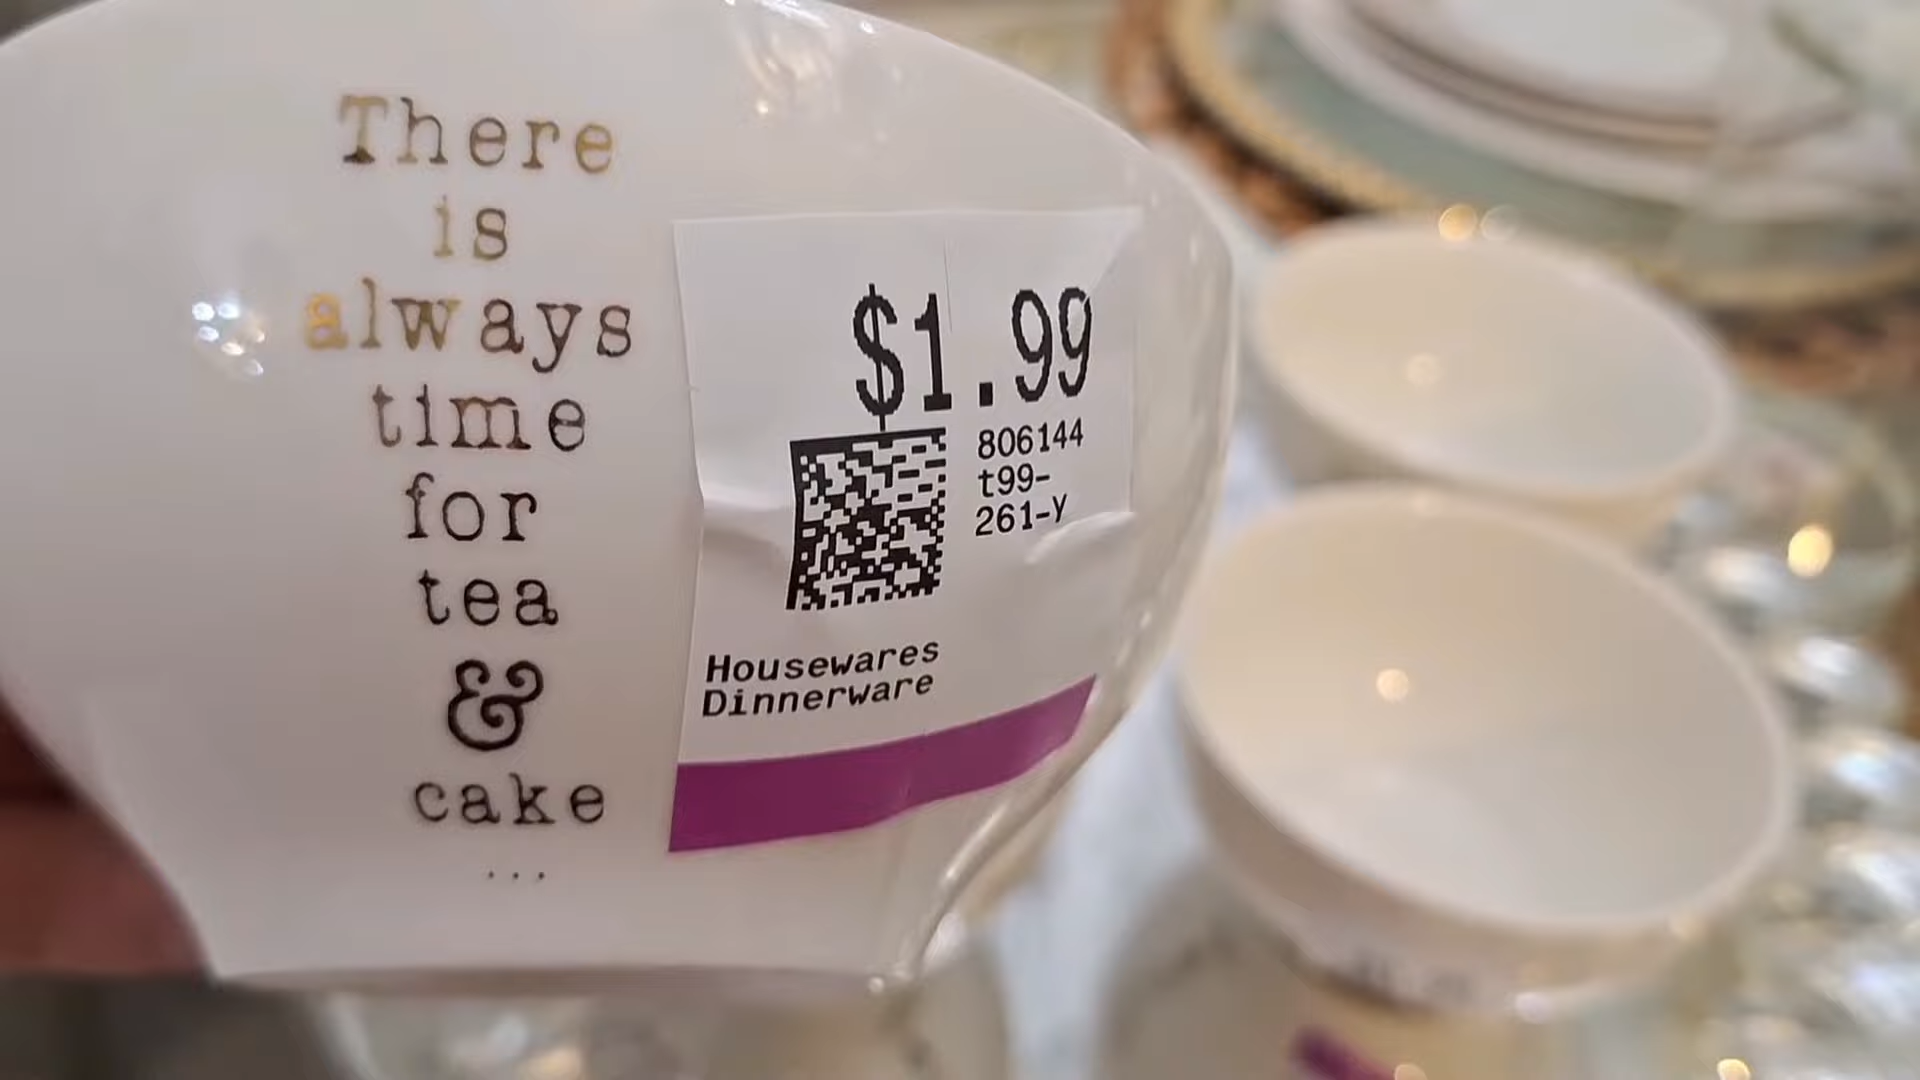 There
is
always
time
for
tea
&
cake
...
$1.99
806144
t99-
261-Y
Housewares
Dinnerware